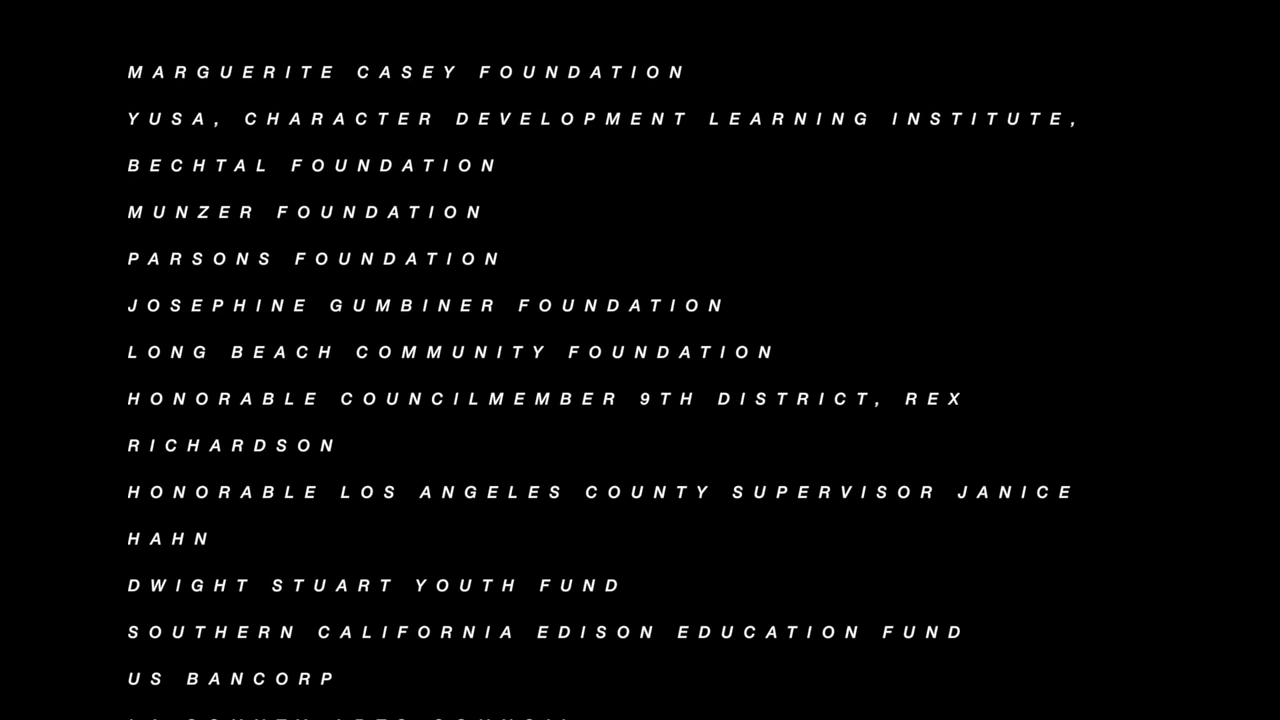 MARGUERITE CASEY FOUNDATION
YUSA, CHARACTER DEVELOPMENT LEARNING INSTITUTE,
BECHTAL FOUNDATION
MUNZER FOUNDATION
PARSONS FOUNDATION
JOSEPHINE GUMBINER FOUNDATION
LONG BEACH COMMUNITY FOUNDATION
HONORABLE COUNCILMEMBER 9TH DISTRICT, REX
RICHARDSON
HONORABLE LOS ANGELES COUNTY SUPERVISOR JANICE
HAHN
DWIGHT STUART YOUTH FUND
SOUTHERN CALIFORNIA EDISON EDUCATION FUND
US BANCORP